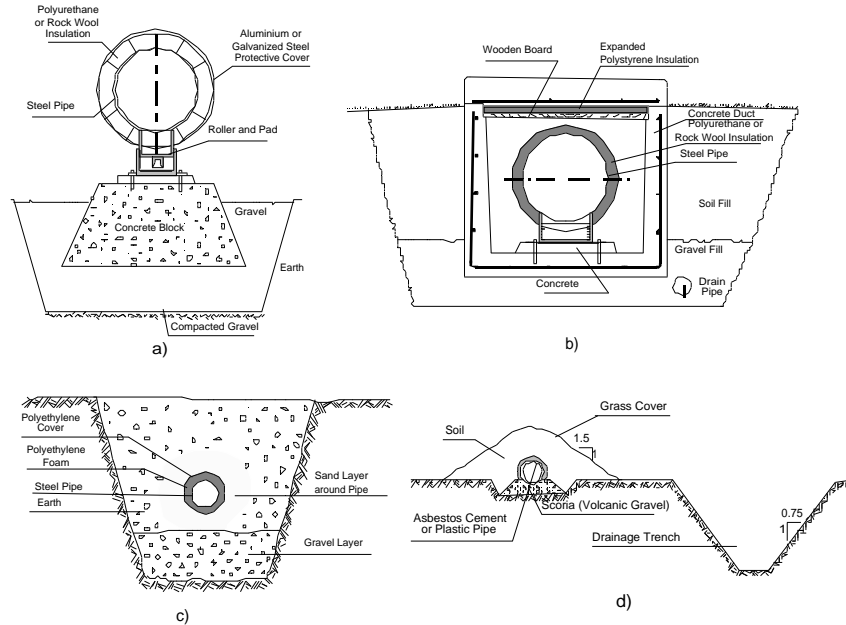 Polyurethane
or Rock Wool
Insulation
Aluminium or
Galvanized Steel
Protective Cover
Steel Pipe
Roller and Pad
Gravel
Concrete Block
Earth
Compacted Gravel
a)
Wooden Board
Expanded
Polystyrene Insulation
Concrete Duct
Polyurethane or
Rock Wool Insulation
Steel Pipe
Soil Fill
Gravel Fill
Drain
Pipe
Concrete
b)
Polyethylene
Cover
Polyethylene
Foam
Steel Pipe
Earth
Sand Layer
around Pipe
Gravel Layer
c)
Grass Cover
Soil
1.5
1
Scoria (Volcanic Gravel)
Asbestos Cement
or Plastic Pipe
Drainage Trench
0.75
1
d)